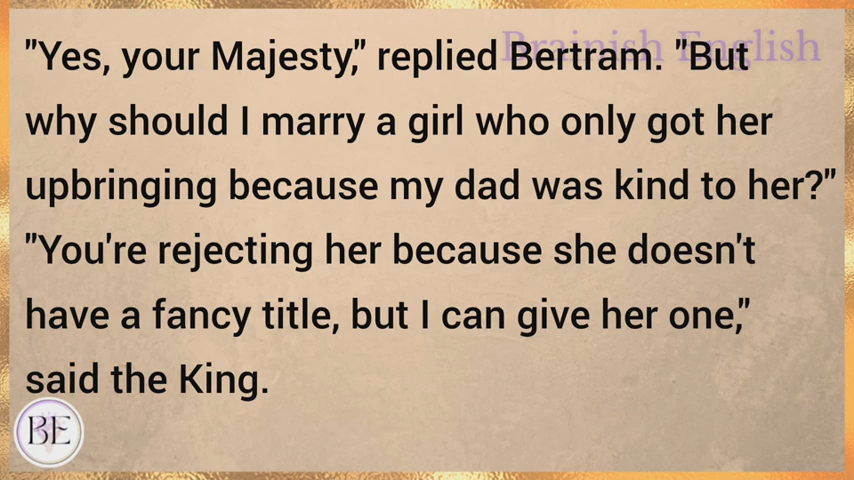 Brainish English
"Yes, your Majesty," replied Bertram. "But
why should I marry a girl who only got her
upbringing because my dad was kind to her?"
"You're rejecting her because she doesn't
have a fancy title, but I can give her one,"
said the King.
BE